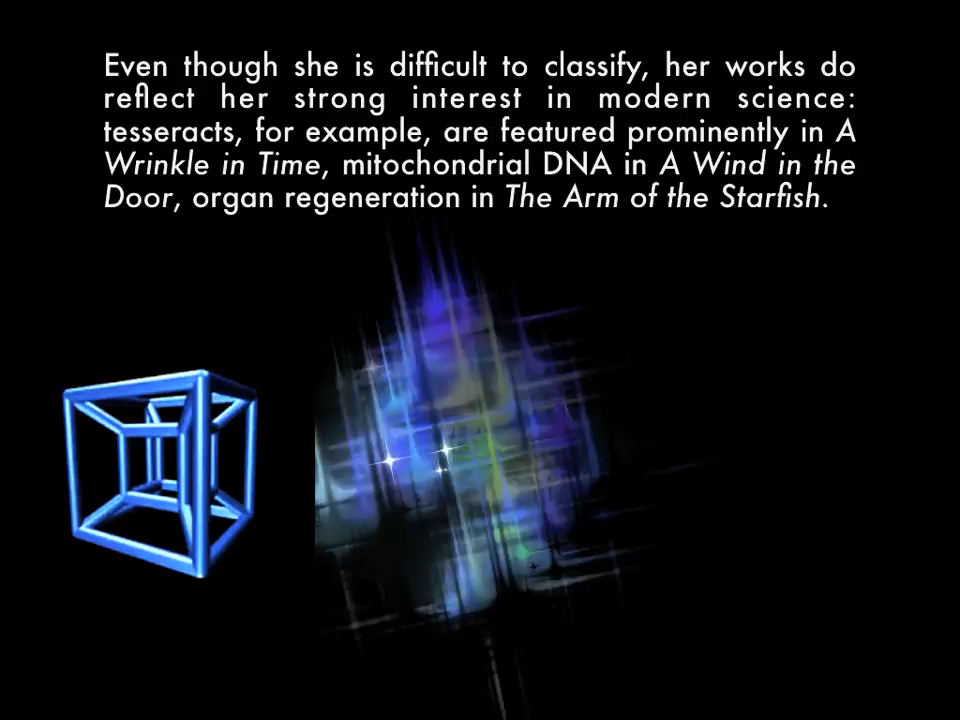 Even though she is difficult to classify, her works do
reflect her strong interest in modern science:
tesseracts, for example, are featured prominently in A
Wrinkle in Time, mitochondrial DNA in A Wind in the
Door, organ regeneration in The Arm of the Starfish.